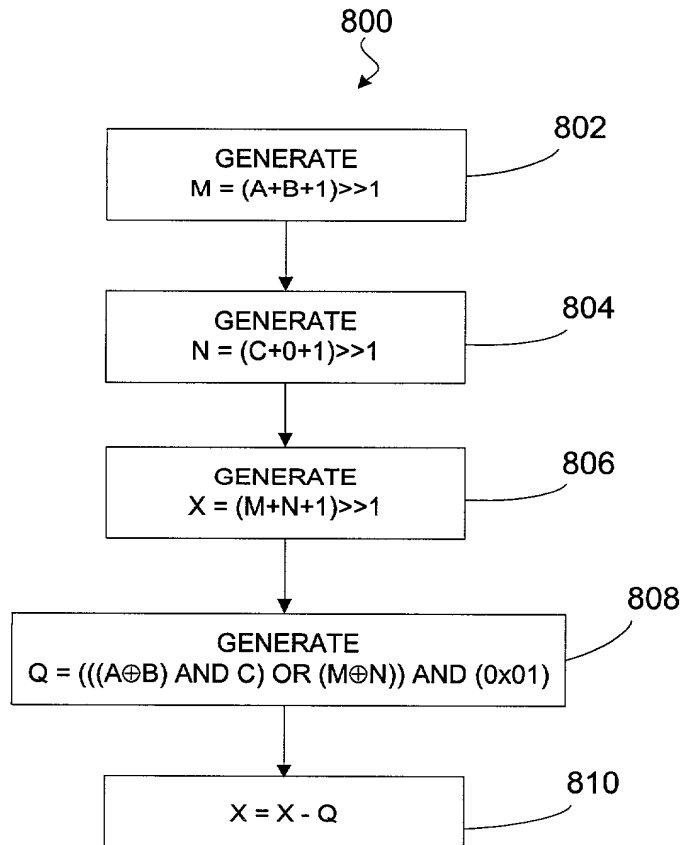 800
802
GENERATE
M = (A+B+1)>>1
804
GENERATE
N = (C+0+1)>>1
806
GENERATE
X = (M+N+1)>>1
808
GENERATE
Q = (((A⊕B) AND C) OR (M⊕N)) AND (0x01)
810
X = X - Q